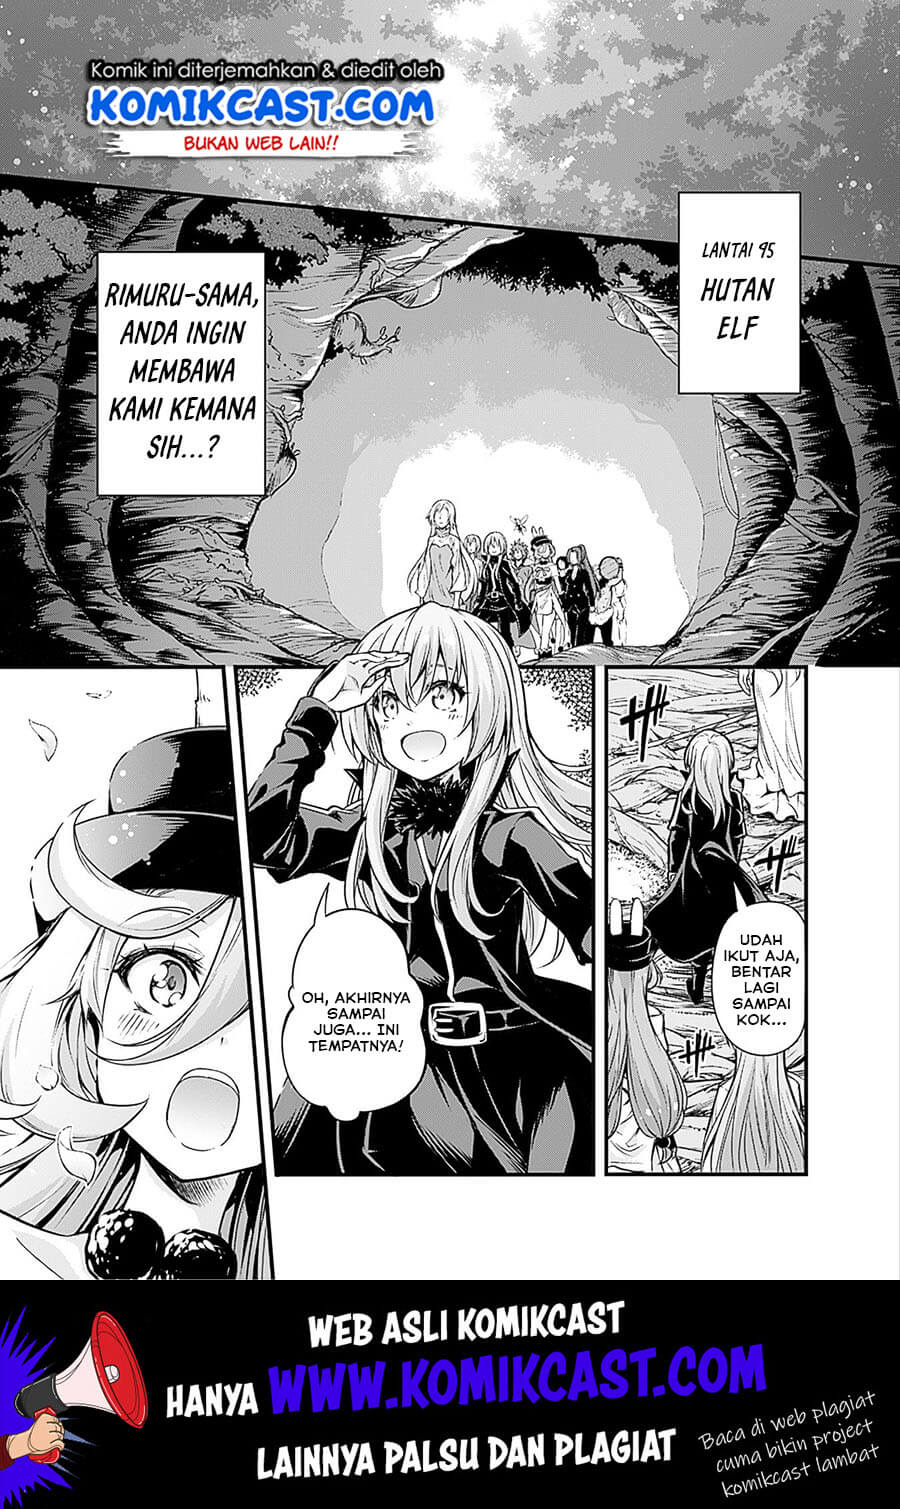 Komik ini diterjemahkan & diedit oleh
KOMIKCAST.COM
BUKAN WEB LAIN!!
LANTAI 95
HUTAN
ELF
RIMURU-SAMA,
ANDA INGIN
MEMBAWA
KAMI KEMANA
SIH...?
UDAH
IKUT AJA,
BENTAR
LAGI
SAMPAI
KOK...
OH, AKHIRNYA
SAMPAI
JUGA... INI
TEMPATNYA!
WEB ASLI KOMIKCAST
HANYA WWW.KOMIKCAST.COM
LAINNYA PALSU DAN PLAGIAT
Baca di web plagiat
cuma bikin project
komikcast lambat